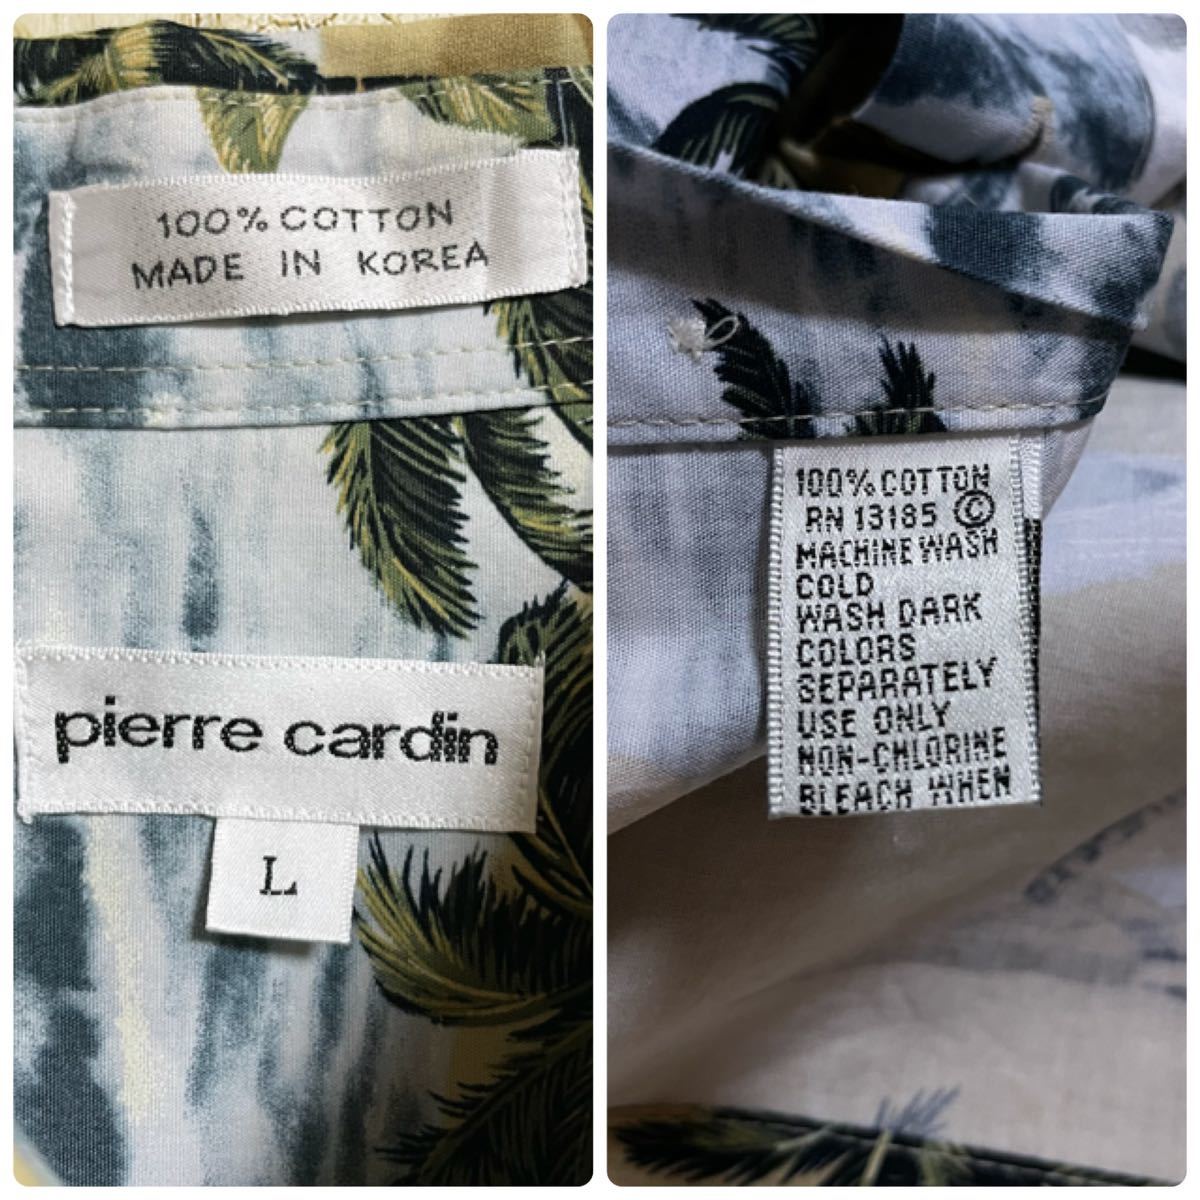 100% COTTON
MADE IN KOREA
pierre cardin
L
100% COTTON
RN 13185 ©
MACHINE WASH
COLD
WASH DARK
COLORS
SEPARATELY
USE ONLY
NON-CHLORINE
BLEACH WHEN